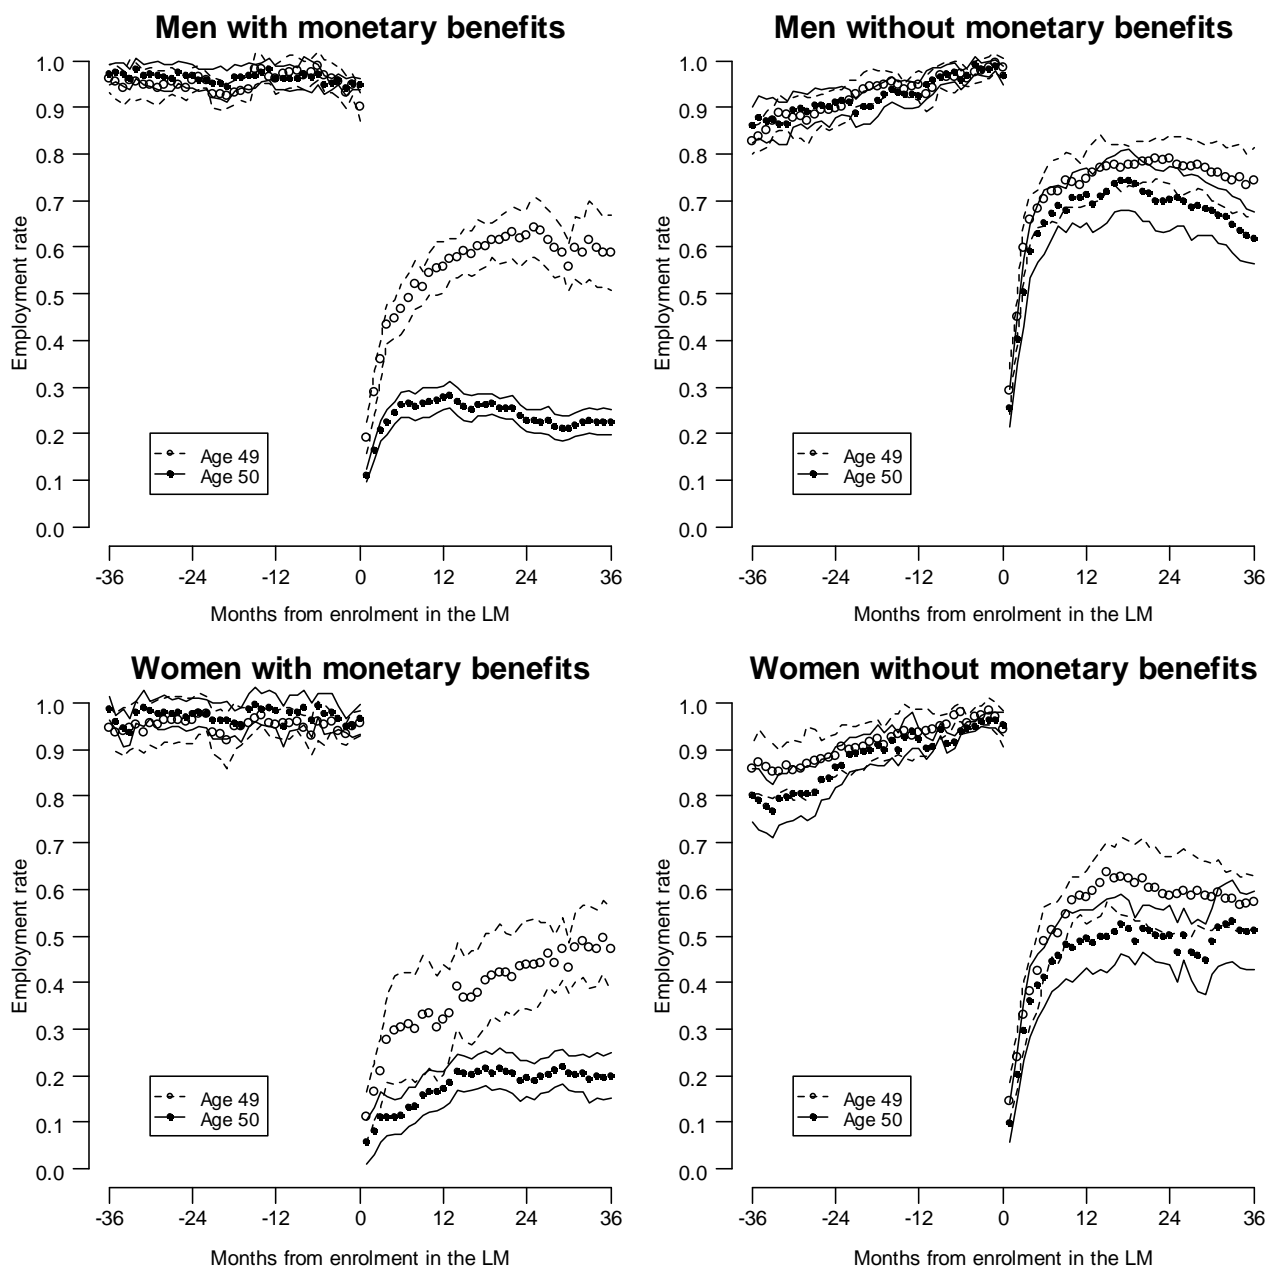 Men with monetary benefits
Employment rate
1.0
0.9
0.8
0.7
0.6
0.5
0.4
0.3
0.2
0.1
0.0
Age 49
Age 50
-36 -24 -12 0 12 24 36
Months from enrolment in the LM
Men without monetary benefits
Employment rate
1.0
0.9
0.8
0.7
0.6
0.5
0.4
0.3
0.2
0.1
0.0
Age 49
Age 50
-36 -24 -12 0 12 24 36
Months from enrolment in the LM
Women with monetary benefits
Employment rate
1.0
0.9
0.8
0.7
0.6
0.5
0.4
0.3
0.2
0.1
0.0
Age 49
Age 50
-36 -24 -12 0 12 24 36
Months from enrolment in the LM
Women without monetary benefits
Employment rate
1.0
0.9
0.8
0.7
0.6
0.5
0.4
0.3
0.2
0.1
0.0
Age 49
Age 50
-36 -24 -12 0 12 24 36
Months from enrolment in the LM